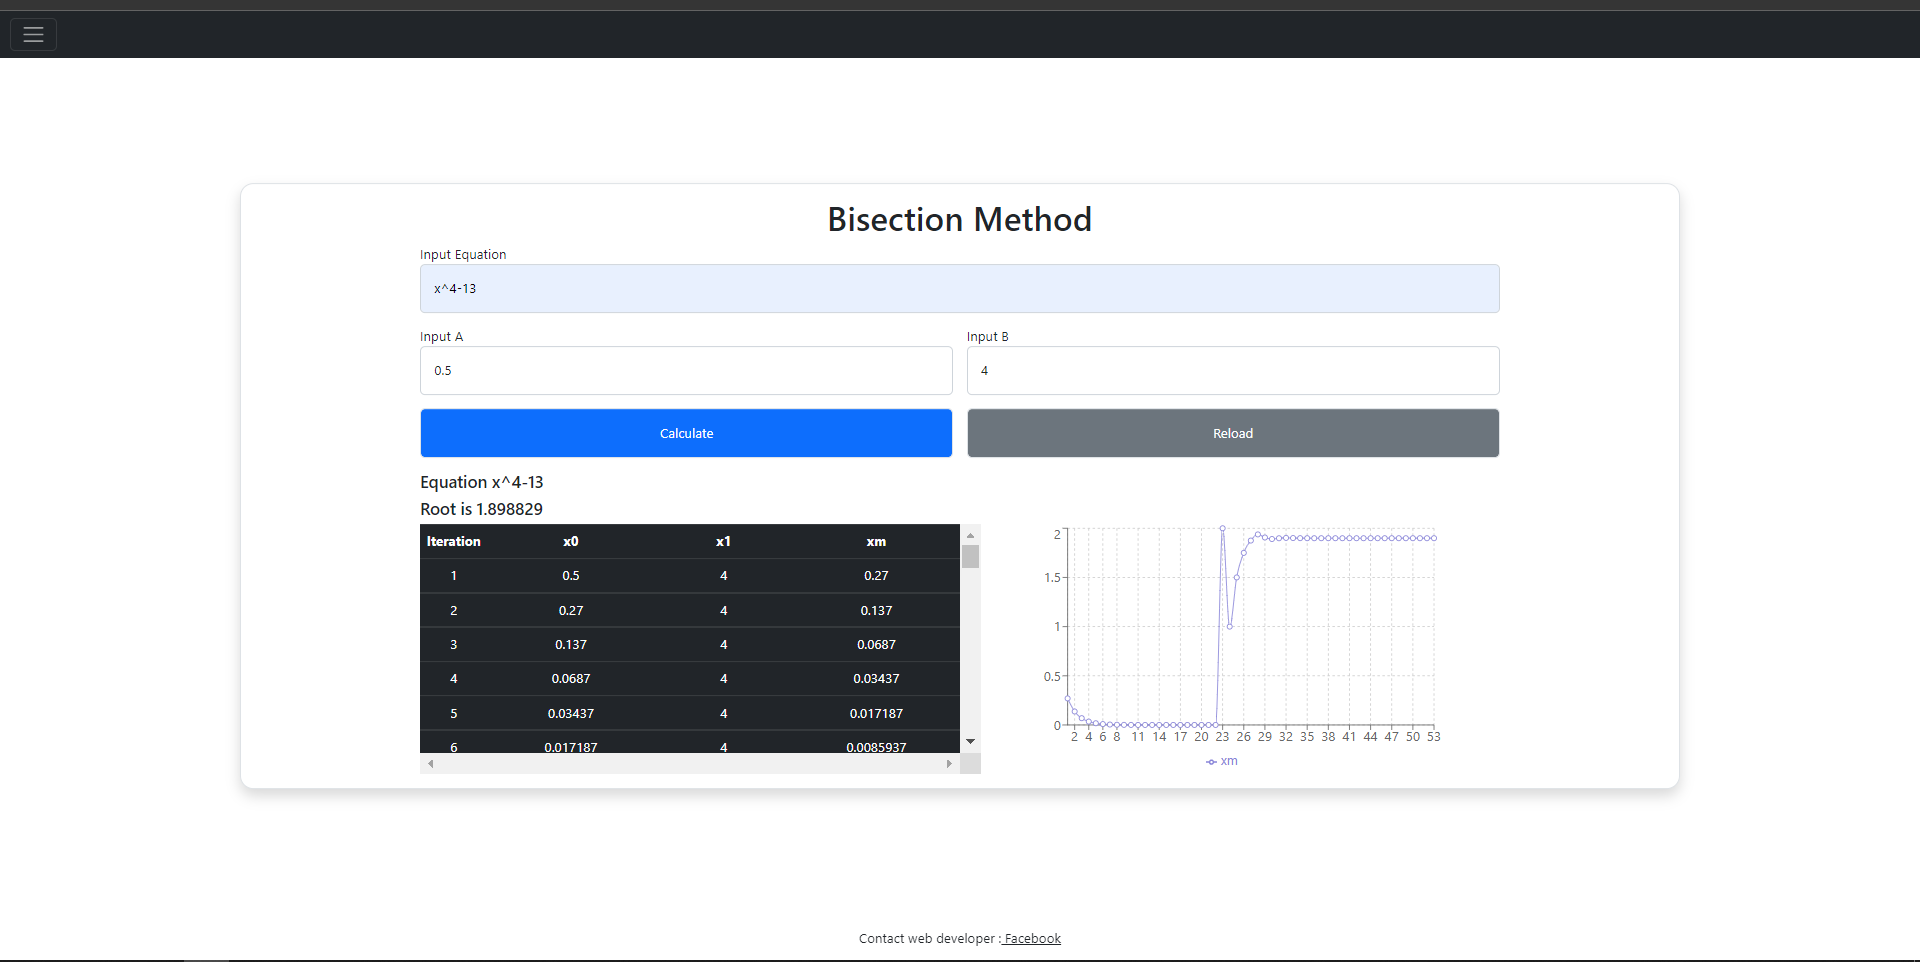 Bisection Method
Input Equation
x^4-13
Input A
Input B
0.5
4
Calculate
Reload
Equation x^4-13
Root is 1.898829
Iteration x0 x1 xm
1 0.5 4 0.27
2 0.27 4 0.137
3 0.137 4 0.0687
4 0.0687 4 0.03437
5 0.03437 4 0.017187
6 0.017187 4 0.0085937
2
1.5
1
0.5
0
2 4 6 8 11 14 17 20 23 26 29 32 35 38 41 44 47 50 53
xm
Contact web developer : Facebook